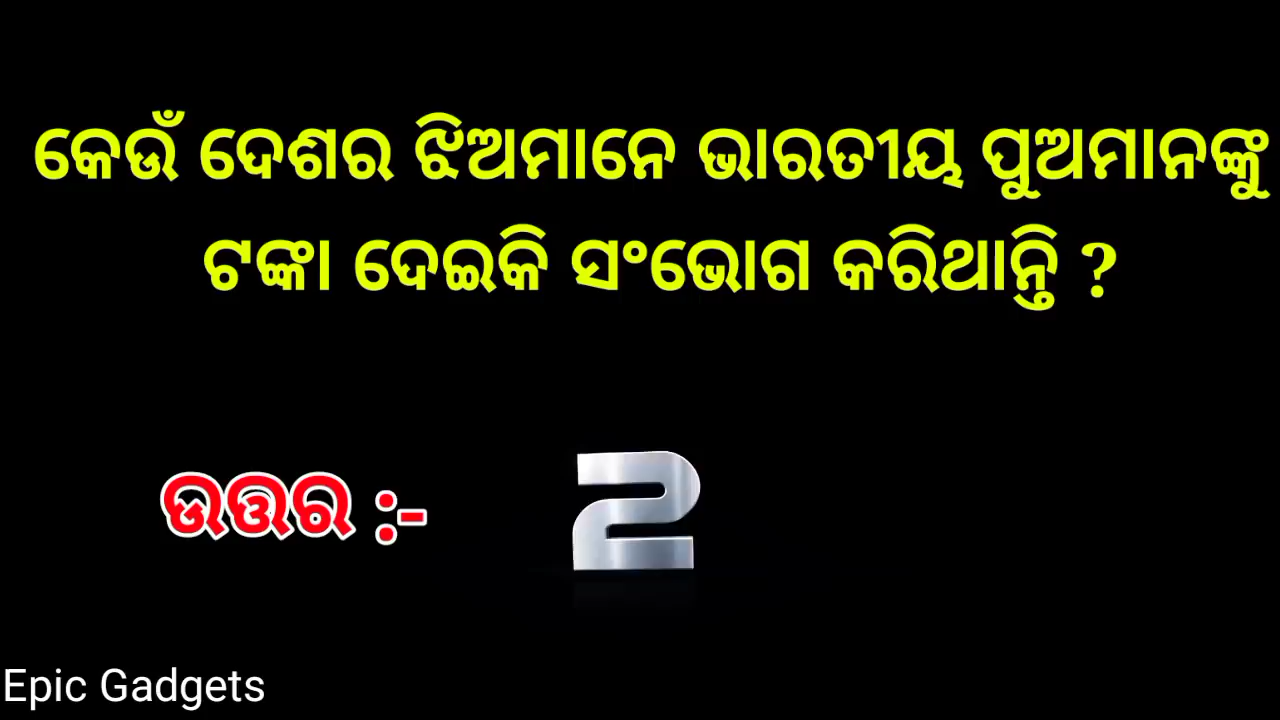 କେଉଁ ଦେଶର ଝିଅମାନେ ଭାରତୀୟ ପୁଅମାନଙ୍କୁ
ଟଙ୍କା ଦେଇକି ସଂଭୋଗ କରିଥାନ୍ତି ?
ଉତ୍ତର :- 2
Epic Gadgets